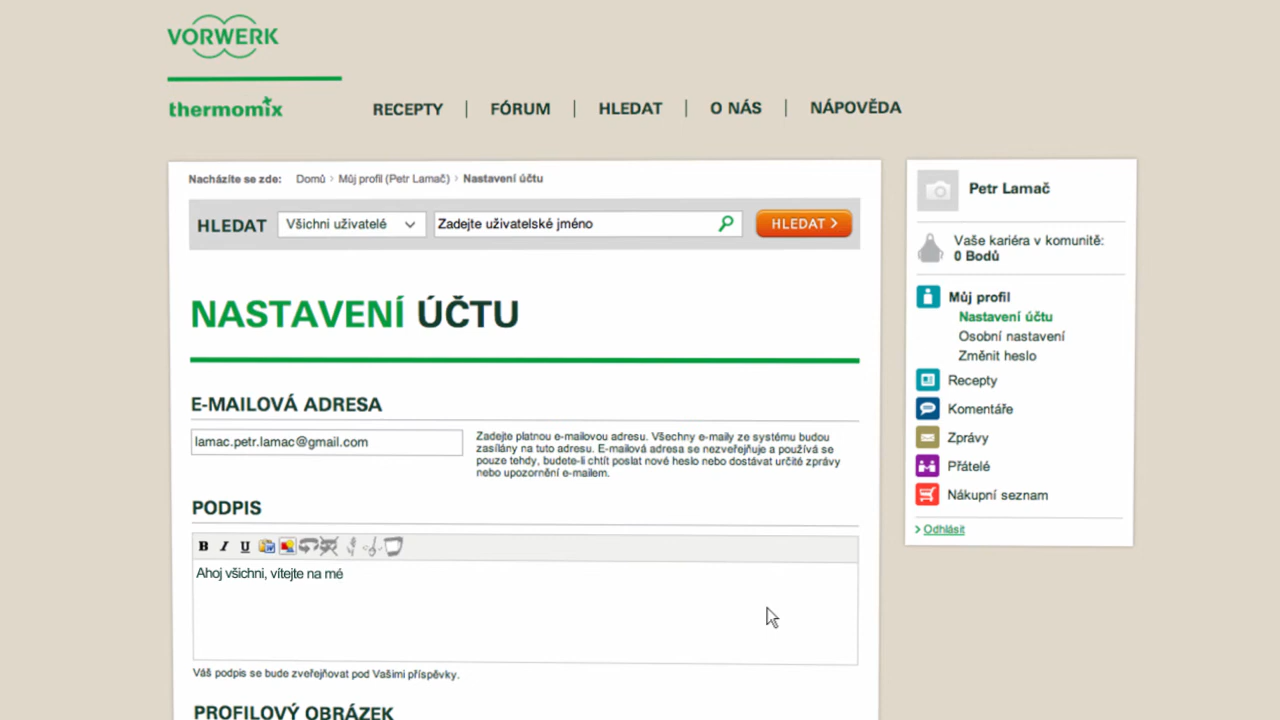 VORWERK
thermomix
RECEPTY | FÓRUM | HLEDAT | O NÁS | NÁPOVĚDA
Nacházíte se zde: Domů › Můj profil (Petr Lamač) › Nastavení účtu
HLEDAT Všichni uživatelé Zadejte uživatelské jméno HLEDAT >
NASTAVENÍ ÚČTU
E-MAILOVÁ ADRESA
lamac.petr.lamac@gmail.com
Zadejte platnou e-mailovou adresu. Všechny e-maily ze systému budou
zasílány na tuto adresu. E-mailová adresa se nezveřejňuje a používá se
pouze tehdy, budete-li chtít poslat nové heslo nebo dostávat určité zprávy
nebo upozornění e-mailem.
PODPIS
B I U
Ahoj všichni, vítejte na mé
Váš podpis se bude zveřejňovat pod Vašimi příspěvky.
PROFILOVÝ OBRÁZEK
Petr Lamač
Vaše kariéra v komunitě:
0 Bodů
Můj profil
Nastavení účtu
Osobní nastavení
Změnit heslo
Recepty
Komentáře
Zprávy
Přátelé
Nákupní seznam
> Odhlásit